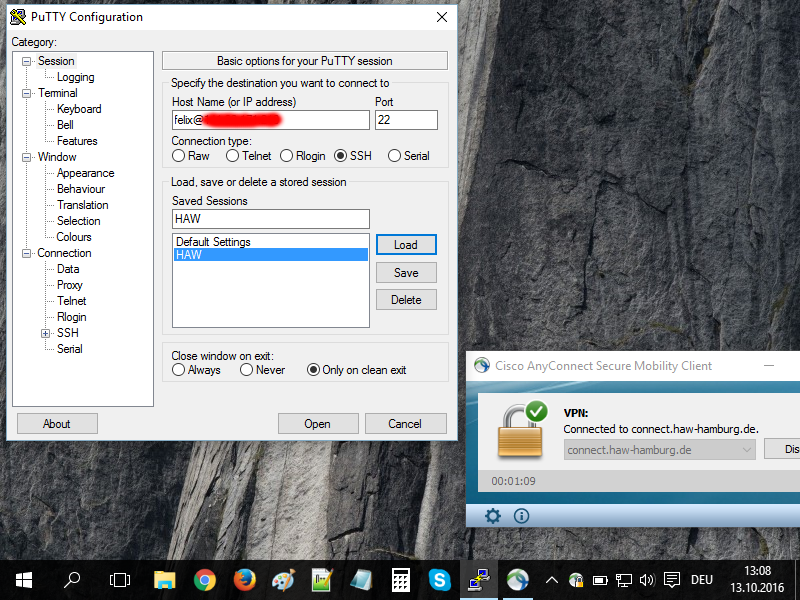 PuTTY Configuration
Category:
Session
Logging
Terminal
Keyboard
Bell
Features
Window
Appearance
Behaviour
Translation
Selection
Colours
Connection
Data
Proxy
Telnet
Rlogin
SSH
Serial
Basic options for your PuTTY session
Specify the destination you want to connect to
Host Name (or IP address) Port
felix@ 22
Connection type:
Raw Telnet Rlogin SSH Serial
Load, save or delete a stored session
Saved Sessions
HAW
Default Settings
HAW
Load
Save
Delete
Close window on exit:
Always Never Only on clean exit
About Open Cancel
Cisco AnyConnect Secure Mobility Client
VPN:
Connected to connect.haw-hamburg.de.
connect.haw-hamburg.de Dis
00:01:09
DEU
13:08
13.10.2016